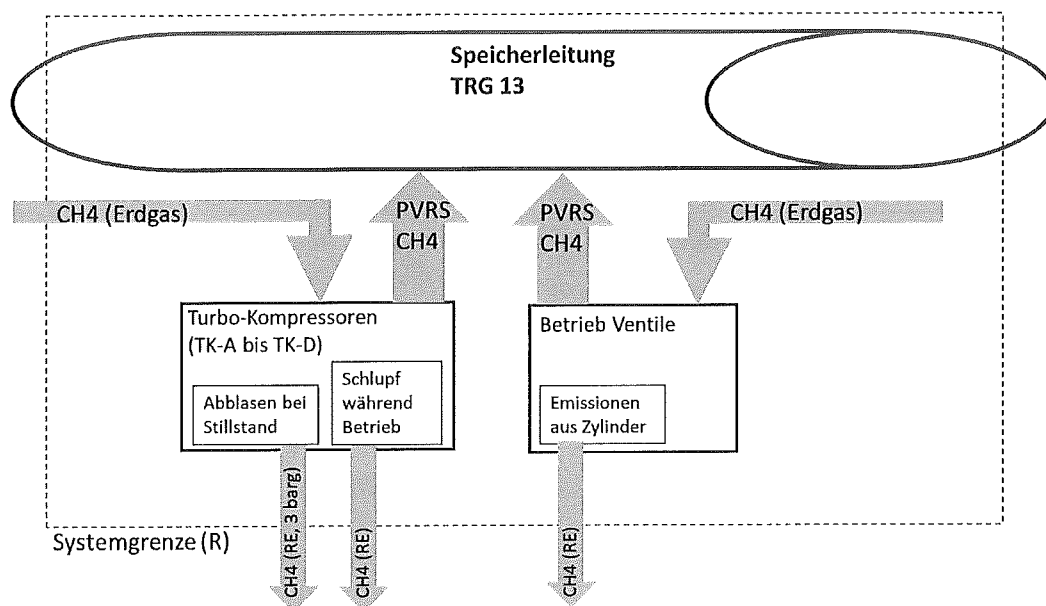 Speicherleitung
TRG 13
CH4 (Erdgas)
PVRS
CH4
PVRS
CH4
CH4 (Erdgas)
Turbo-Kompressoren
(TK-A bis TK-D)
Abblasen bei
Stillstand
Schlupf
während
Betrieb
Betrieb Ventile
Emissionen
aus Zylinder
CH4 (RE, 3 barg)
CH4 (RE)
CH4 (RE)
Systemgrenze (R)